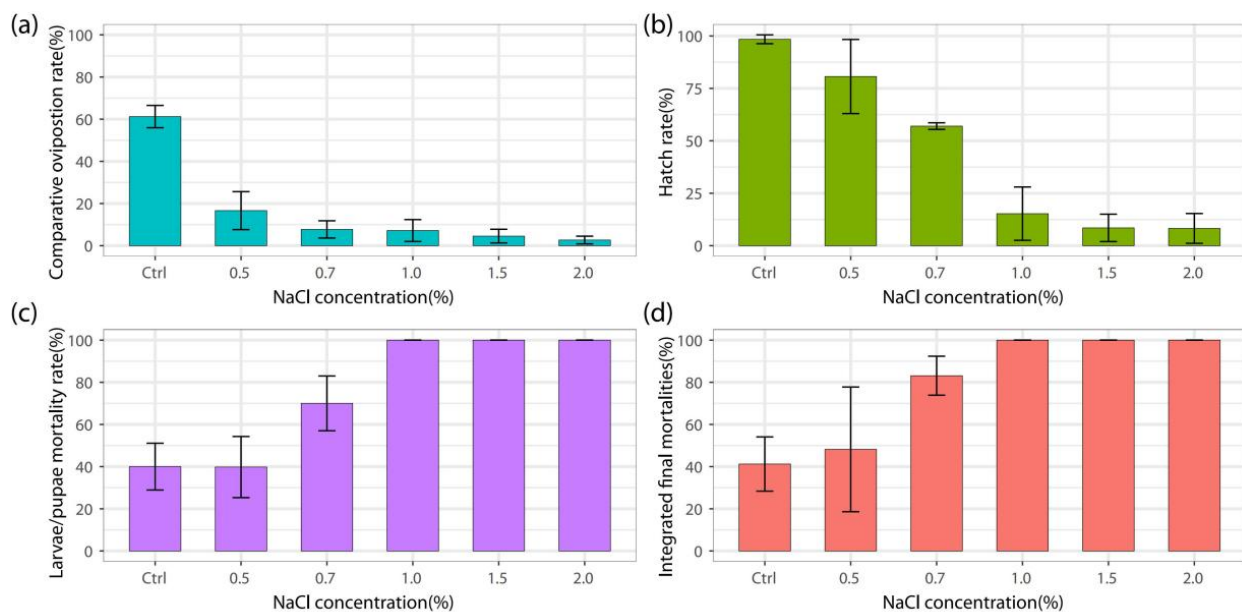 (a)
Comparative ovipostion rate(%)
100
80
60
40
20
0
Ctrl 0.5 0.7 1.0 1.5 2.0
NaCl concentration(%)
(b)
Hatch rate(%)
100
75
50
25
0
Ctrl 0.5 0.7 1.0 1.5 2.0
NaCl concentration(%)
(c)
Larvae/pupae mortality rate(%)
100
80
60
40
20
0
Ctrl 0.5 0.7 1.0 1.5 2.0
NaCl concentration(%)
(d)
Integrated final mortalities(%)
100
80
60
40
20
0
Ctrl 0.5 0.7 1.0 1.5 2.0
NaCl concentration(%)